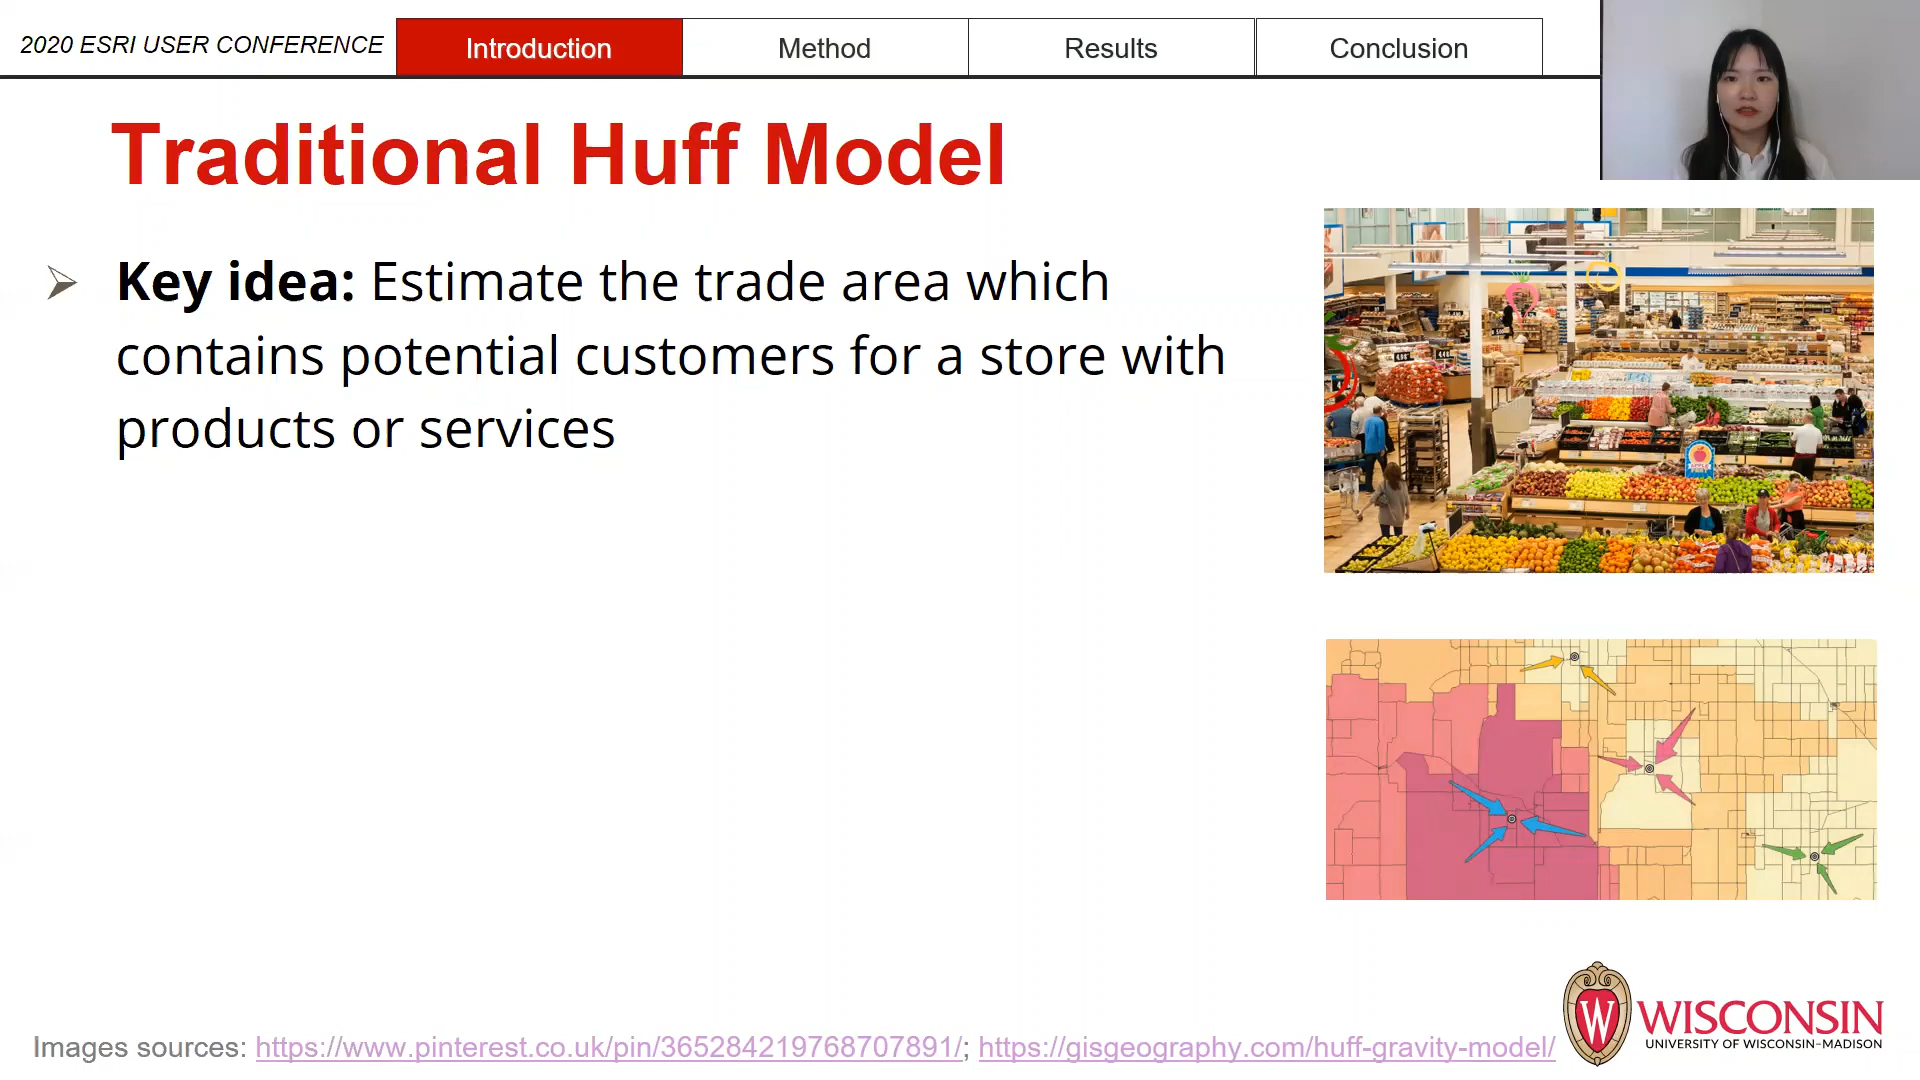 2020 ESRI USER CONFERENCE
Introduction
Method
Results
Conclusion
Traditional Huff Model
➢ Key idea: Estimate the trade area which
contains potential customers for a store with
products or services
Images sources: https://www.pinterest.co.uk/pin/365284219768707891/; https://gisgeography.com/huff-gravity-model/
W
WISCONSIN
UNIVERSITY OF WISCONSIN–MADISON